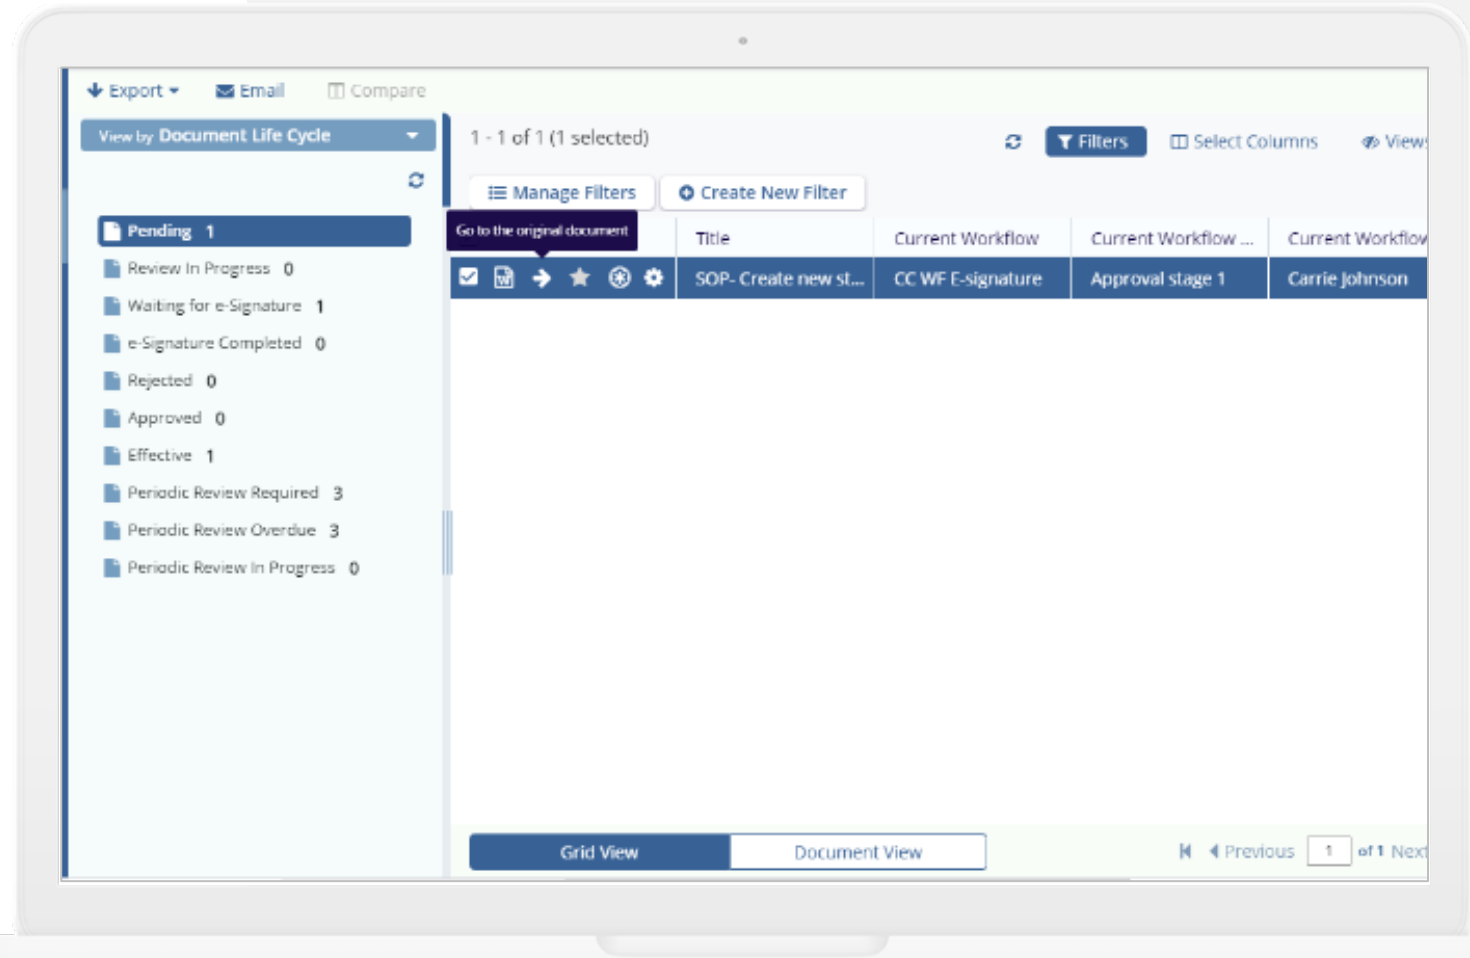 Export Email Compare
View by Document Life Cycle
Pending 1
Review In Progress 0
Waiting for e-Signature 1
e-Signature Completed 0
Rejected 0
Approved 0
Effective 1
Periodic Review Required 3
Periodic Review Overdue 3
Periodic Review In Progress 0
1 - 1 of 1 (1 selected) Filters Select Columns Views
Manage Filters Create New Filter
Go to the original document
Title Current Workflow Current Workflow ... Current Workflow
SOP- Create new st... CC WF E-signature Approval stage 1 Carrie Johnson
Grid View Document View Previous 1 of 1 Next